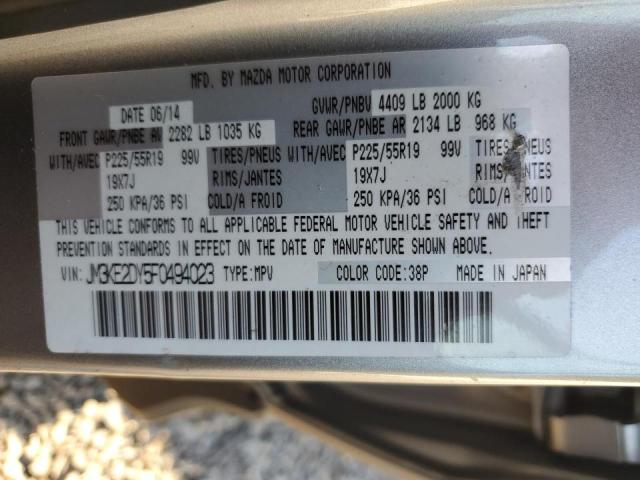 MFD. BY MAZDA MOTOR CORPORATION
DATE 06/14 GVWR/PNBV 4409 LB 2000 KG
FRONT GAWR/PNBE AV 2282 LB 1035 KG REAR GAWR/PNBE AR 2134 LB 968 KG
WITH/AVEC P225/55R19 99V TIRES/PNEUS WITH/AVEC P225/55R19 99V TIRES/PNEUS
19X7J RIMS/JANTES 19X7J RIMS/JANTES
250 KPA/36 PSI COLD/A FROID 250 KPA/36 PSI COLD/A FROID
THIS VEHICLE CONFORMS TO ALL APPLICABLE FEDERAL MOTOR VEHICLE SAFETY AND THEFT
PREVENTION STANDARDS IN EFFECT ON THE DATE OF MANUFACTURE SHOWN ABOVE.
VIN: JM3KE2DY5F0494023 TYPE:MPV COLOR CODE:38P MADE IN JAPAN